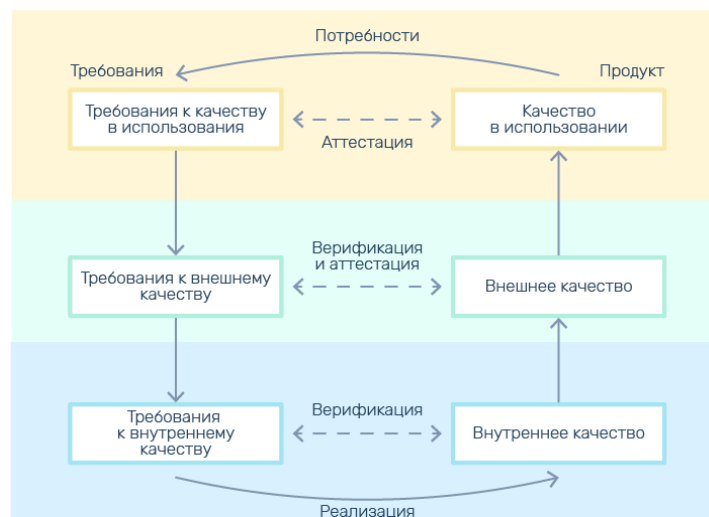 Потребности
Требования
Продукт
Требования к качеству
в использования
Качество
в использовании
Аттестация
Верификация
и аттестация
Требования к внешнему
качеству
Внешнее качество
Требования
к внутреннему
качеству
Верификация
Внутреннее качество
Реализация